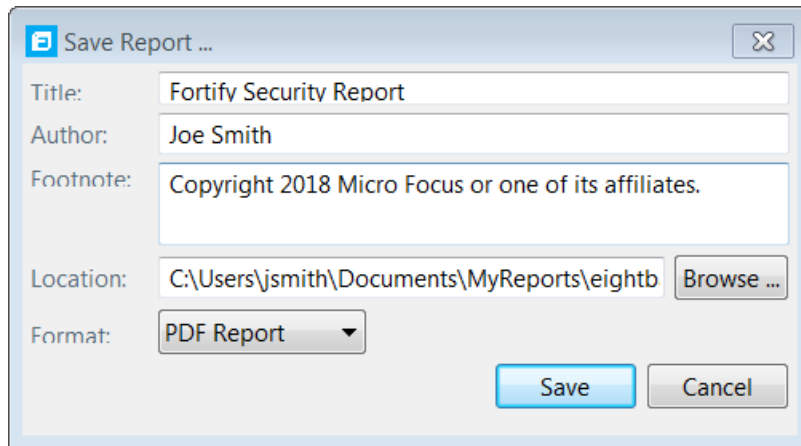 Save Report ...
Title: Fortify Security Report
Author: Joe Smith
Footnote: Copyright 2018 Micro Focus or one of its affiliates.
Location: C:\Users\jsmith\Documents\MyReports\eightb Browse ...
Format: PDF Report
Save Cancel